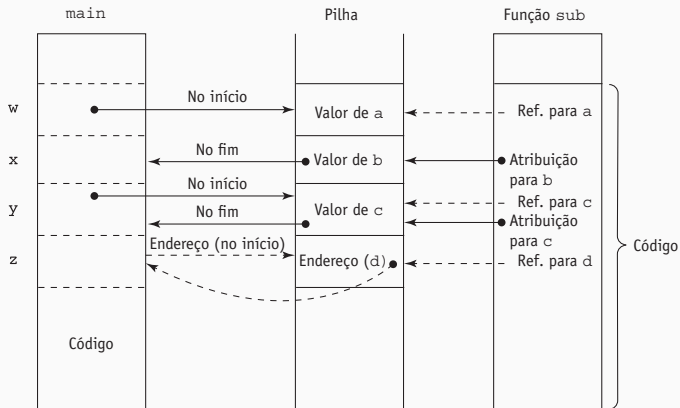 main
Pilha
Função sub
w
No início
Valor de a
Ref. para a
x
No fim
Valor de b
Atribuição
para b
y
No início
No fim
Valor de c
Ref. para c
Atribuição
para c
z
Endereço (no início)
Endereço (d)
Ref. para d
Código
Código